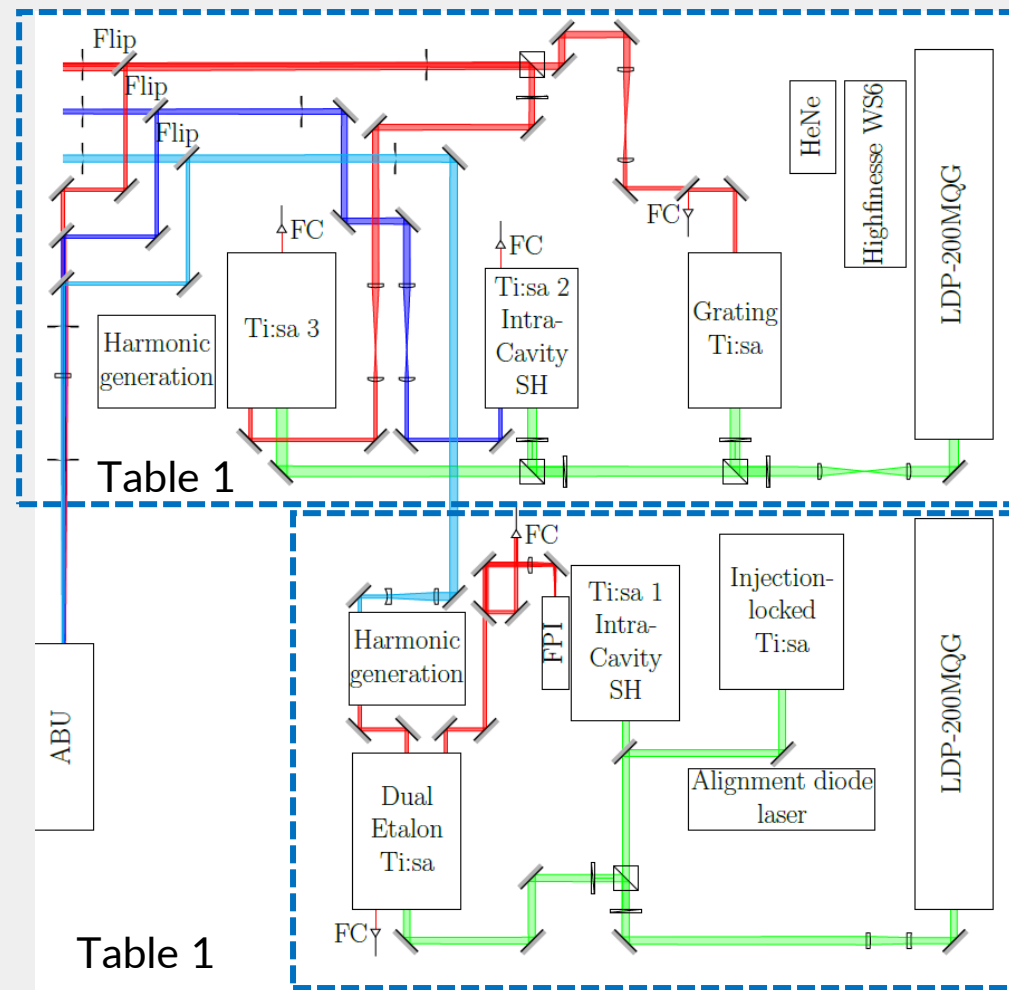 Flip
Flip
Flip
HeNe
Highfinesse WS6
LDP-200MQG
FC
FC
FC
Harmonic
generation
Ti:sa 3
Ti:sa 2
Intra-
Cavity
SH
Grating
Ti:sa
Table 1
FC
Harmonic
generation
FPI
Ti:sa 1
Intra-
Cavity
SH
Injection-
locked
Ti:sa
LDP-200MQG
ABU
Alignment diode
laser
Dual
Etalon
Ti:sa
FC
Table 1